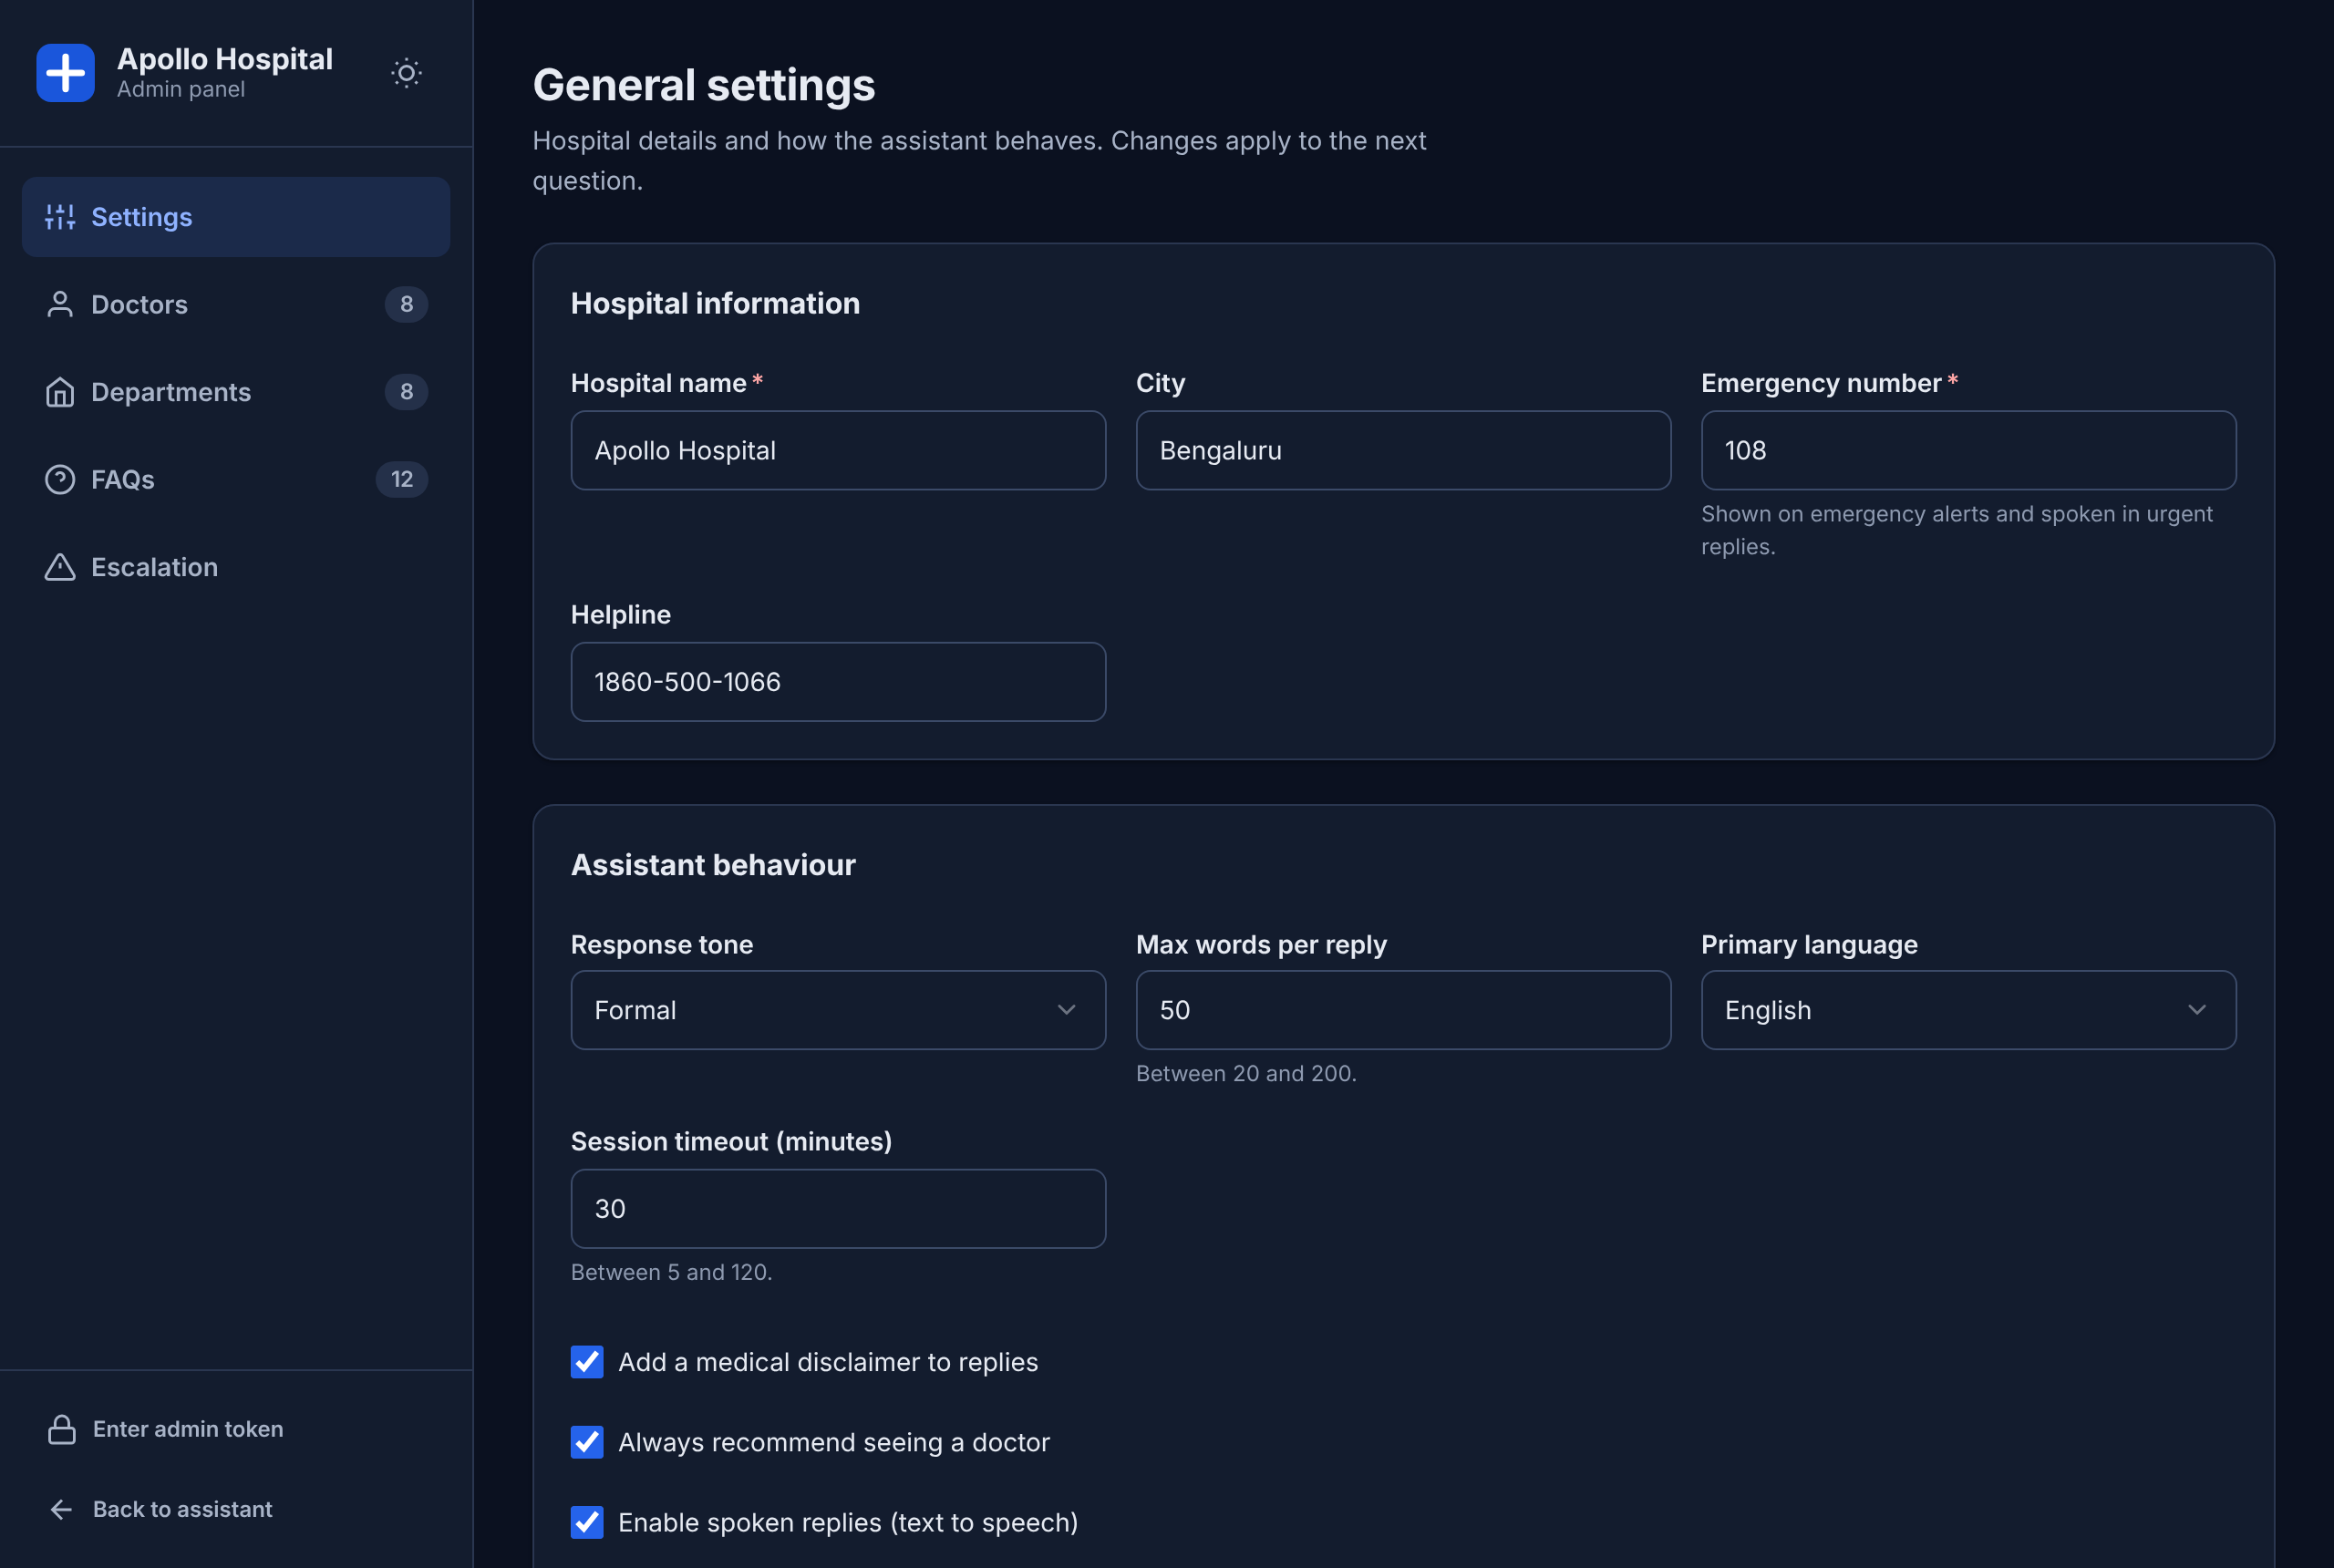 Apollo Hospital
Admin panel
Settings
Doctors 8
Departments 8
FAQs 12
Escalation
Enter admin token
Back to assistant
General settings
Hospital details and how the assistant behaves. Changes apply to the next
question.
Hospital information
Hospital name* City Emergency number*
Apollo Hospital Bengaluru 108
Shown on emergency alerts and spoken in urgent
replies.
Helpline
1860-500-1066
Assistant behaviour
Response tone Max words per reply Primary language
Formal 50 English
Between 20 and 200.
Session timeout (minutes)
30
Between 5 and 120.
Add a medical disclaimer to replies
Always recommend seeing a doctor
Enable spoken replies (text to speech)